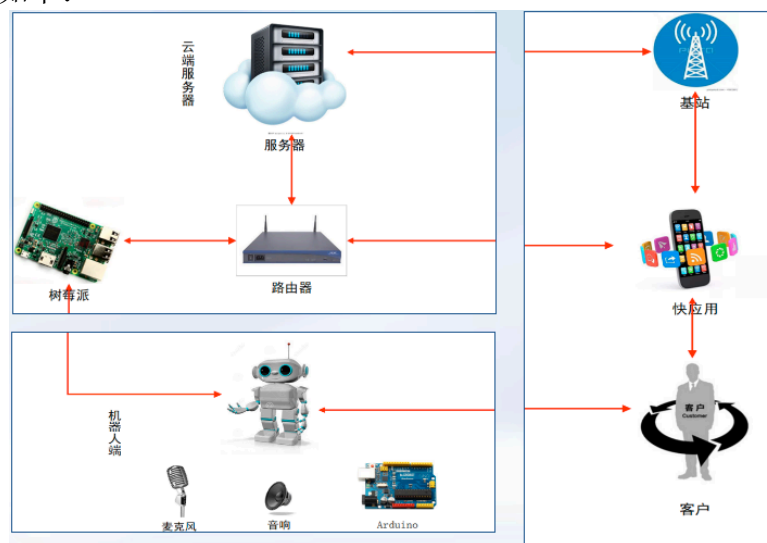 云端服务器
服务器
基站
树莓派
路由器
快应用
机器人端
客户
Customer
麦克风
音响
Arduino
客户